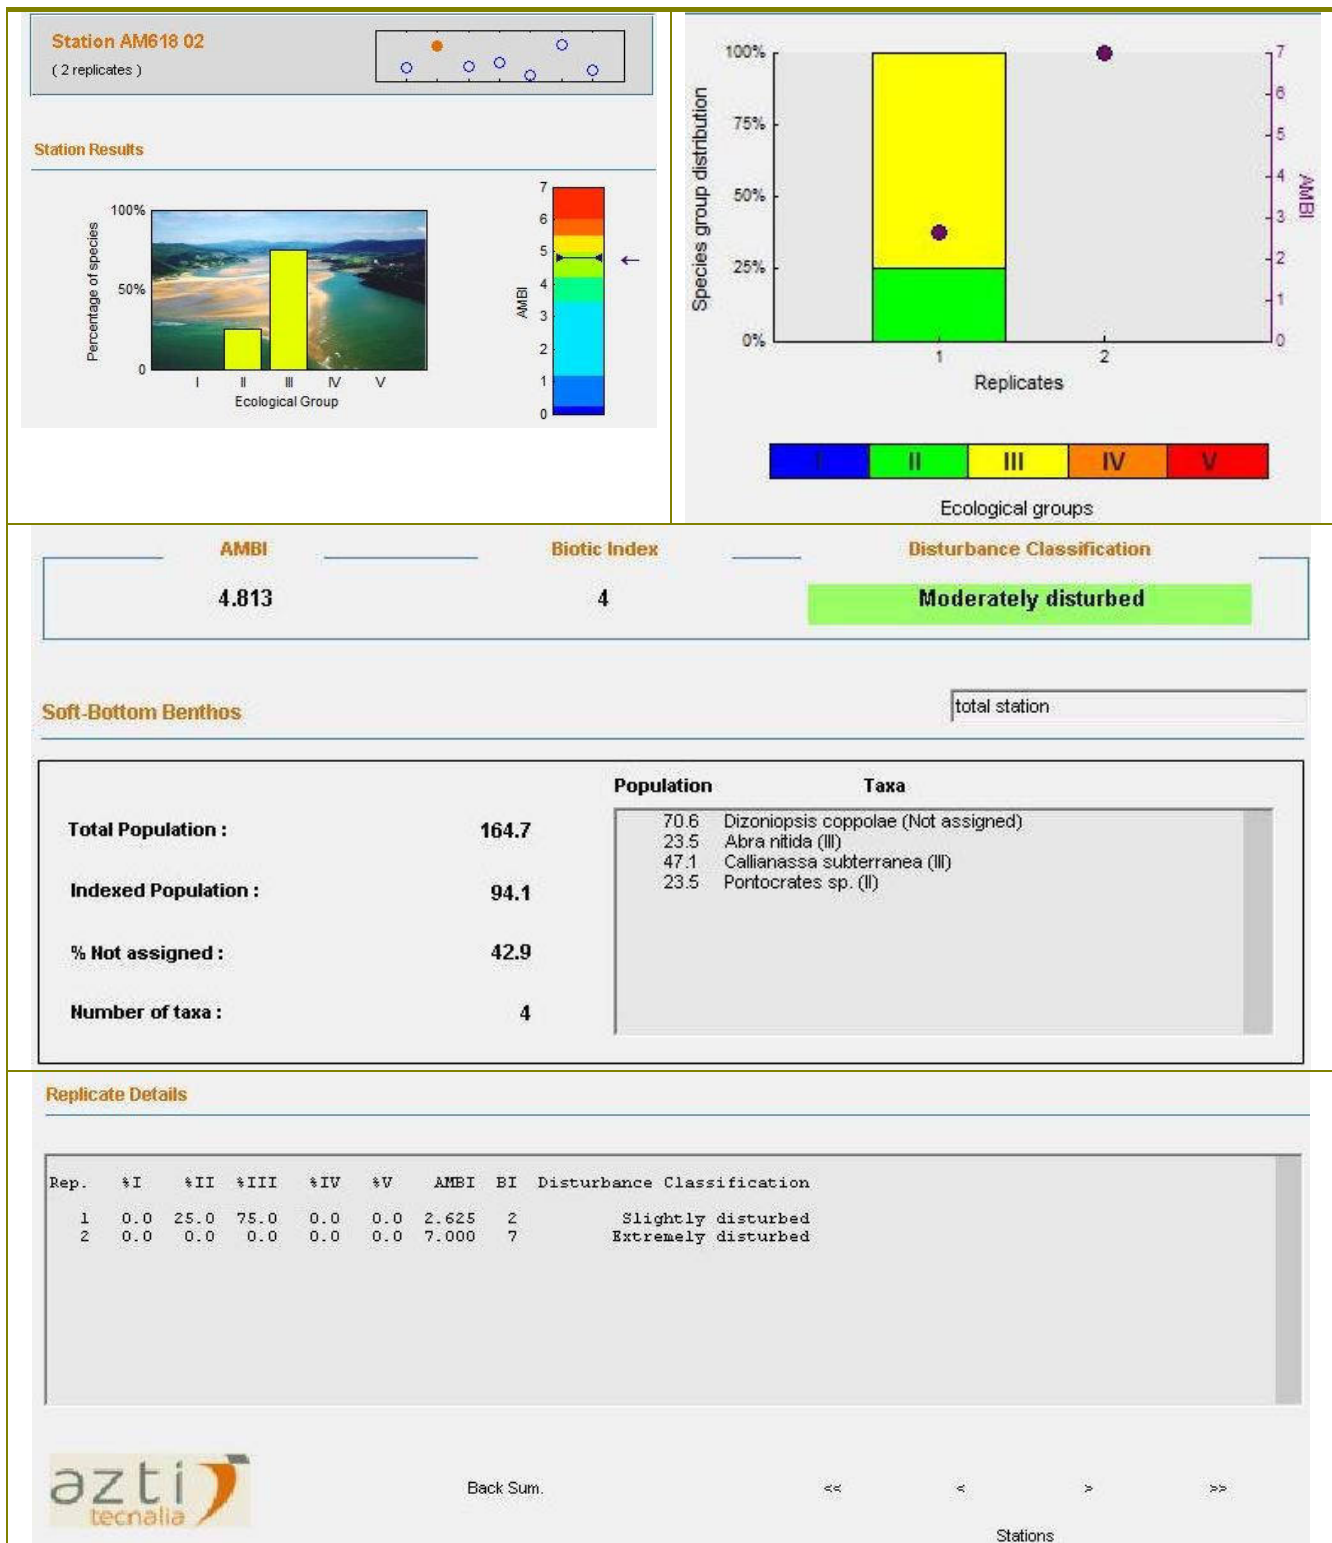 Station AM618 02
( 2 replicates )
Station Results
100%
50%
0
Percentage of species
I II III IV V
Ecological Group
7
6
5
4
3
2
1
0
AMBI
←
100%
75%
50%
25%
0%
Species group distribution
7
6
5
4
3
2
1
0
AMBI
1 2
Replicates
I II III IV V
Ecological groups
AMBI Biotic Index Disturbance Classification
4.813 4 Moderately disturbed
Soft-Bottom Benthos total station
Population Taxa
Total Population : 164.7
Indexed Population : 94.1
% Not assigned : 42.9
Number of taxa : 4
70.6 Dizoniopsis coppolae (Not assigned)
23.5 Abra nitida (III)
47.1 Callianassa subterranea (III)
23.5 Pontocrates sp. (II)
Replicate Details
Rep. %I %II %III %IV %V AMBI BI Disturbance Classification
1 0.0 25.0 75.0 0.0 0.0 2.625 2 Slightly disturbed
2 0.0 0.0 0.0 0.0 0.0 7.000 7 Extremely disturbed
azti
tecnalia
Back Sum. << < > >>
Stations